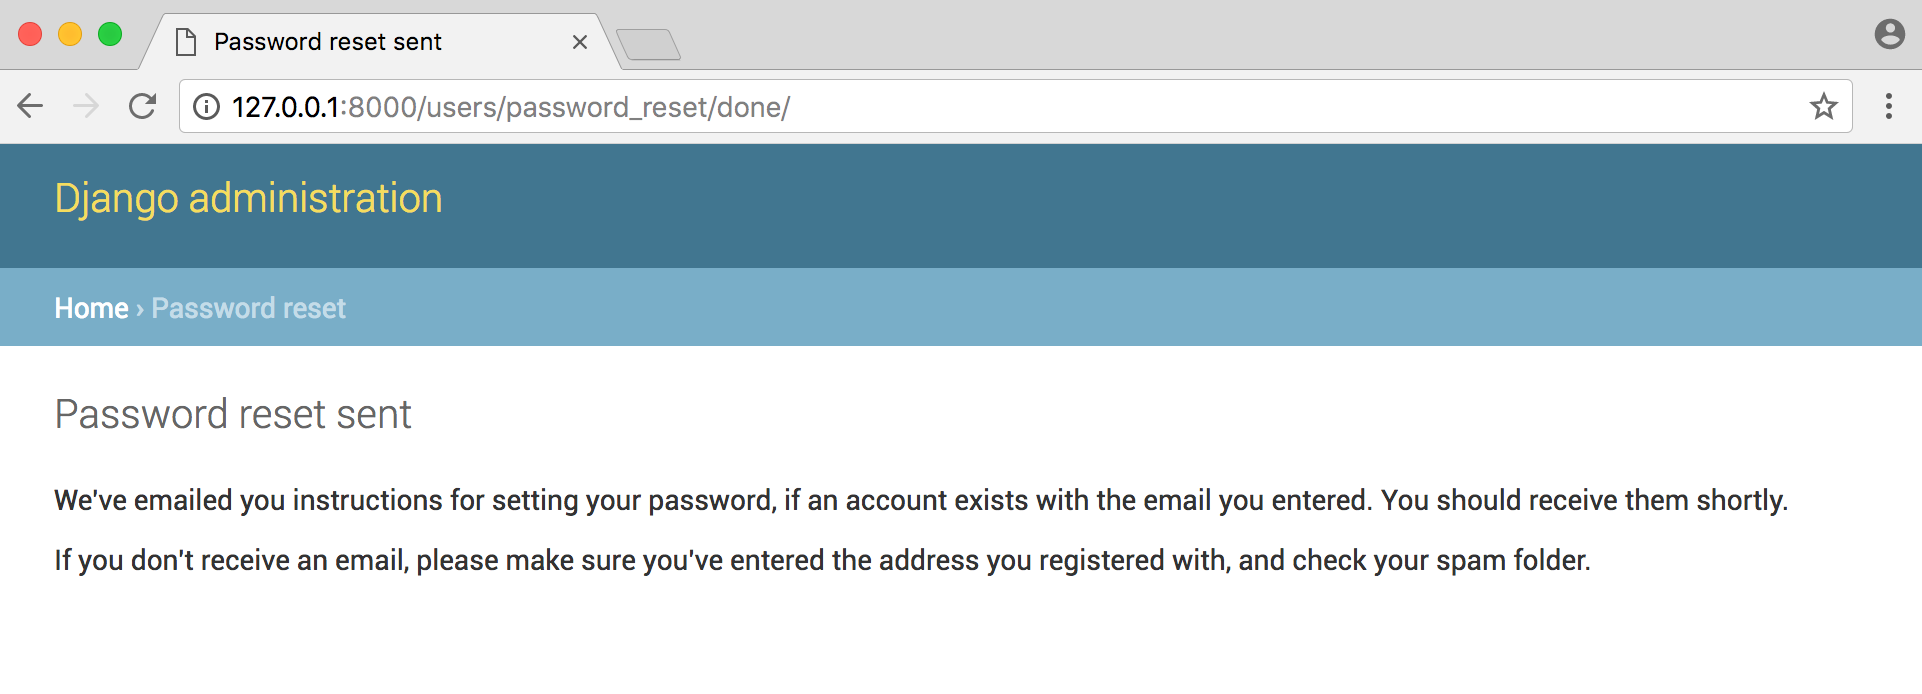 Password reset sent
127.0.0.1:8000/users/password_reset/done/
Django administration
Home › Password reset
Password reset sent
We've emailed you instructions for setting your password, if an account exists with the email you entered. You should receive them shortly.
If you don't receive an email, please make sure you've entered the address you registered with, and check your spam folder.